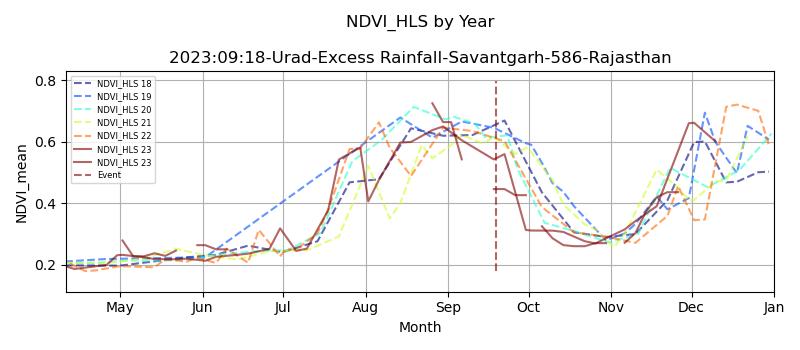 NDVI_HLS by Year
2023:09:18-Urad-Excess Rainfall-Savantgarh-586-Rajasthan
0.8
0.6
0.4
0.2
NDVI_mean
NDVI_HLS 18
NDVI_HLS 19
NDVI_HLS 20
NDVI_HLS 21
NDVI_HLS 22
NDVI_HLS 23
NDVI_HLS 23
Event
May Jun Jul Aug Sep Oct Nov Dec Jan
Month